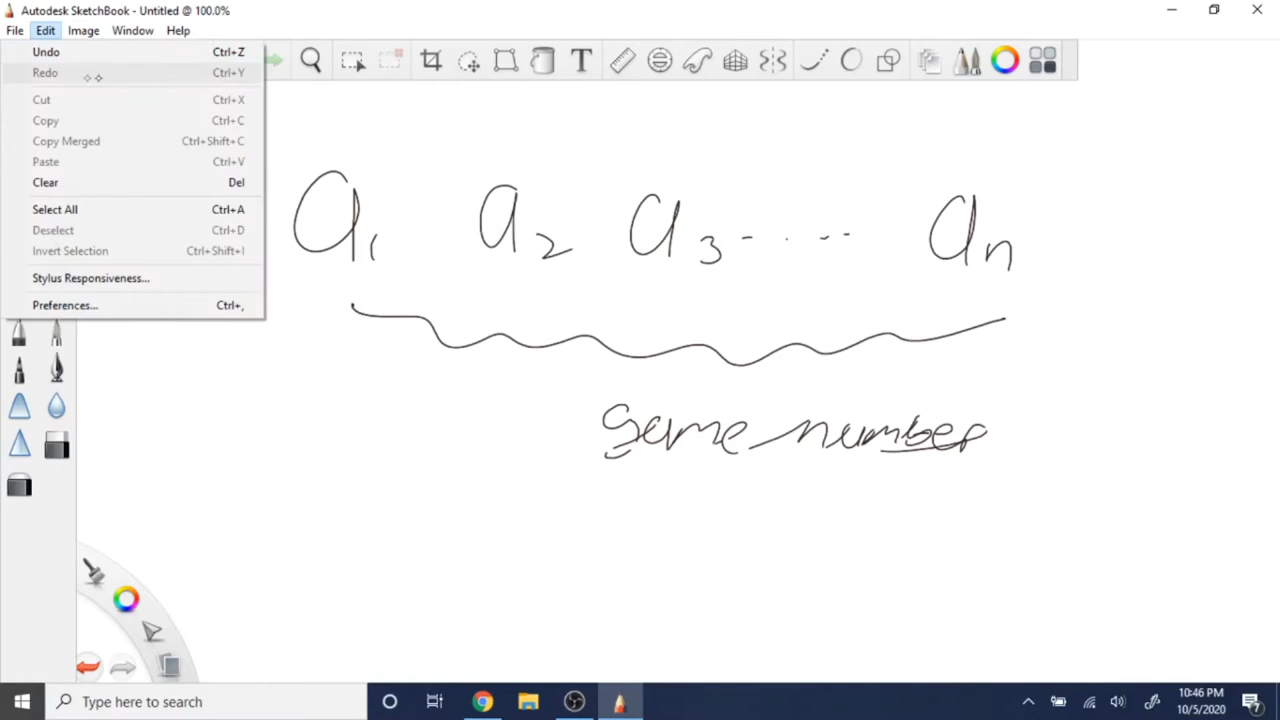 Autodesk SketchBook - Untitled @ 100.0%
File Edit Image Window Help
Undo Ctrl+Z
Redo Ctrl+Y
Cut Ctrl+X
Copy Ctrl+C
Copy Merged Ctrl+Shift+C
Paste Ctrl+V
Clear Del
Select All Ctrl+A
Deselect Ctrl+D
Invert Selection Ctrl+Shift+I
Stylus Responsiveness...
Preferences... Ctrl+,
T
a₁ a₂ a₃ ..... aₙ
same number
Type here to search
10:46 PM
10/5/2020
7